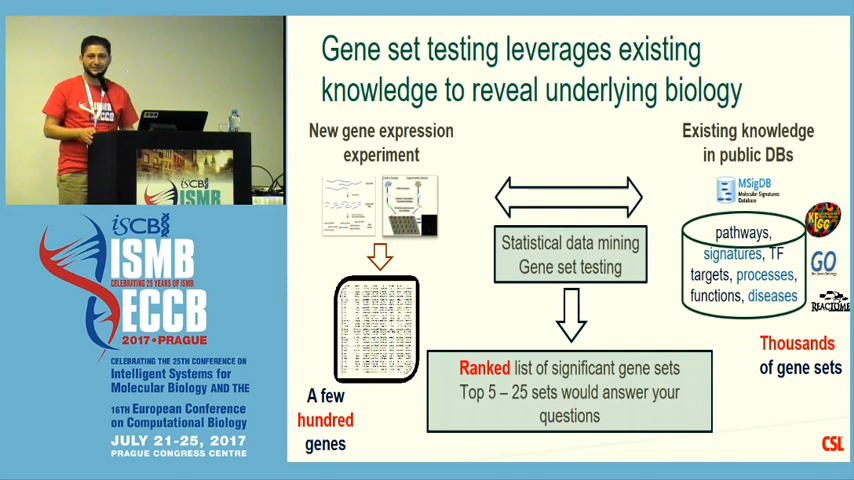 Gene set testing leverages existing
knowledge to reveal underlying biology
New gene expression
experiment
Existing knowledge
in public DBs
MSigDB
Molecular Signatures
Database
Statistical data mining
Gene set testing
pathways,
signatures, TF
targets, processes,
functions, diseases
KEGG
GO
REACTOME
Ranked list of significant gene sets
Top 5 – 25 sets would answer your
questions
A few
hundred
genes
Thousands
of gene sets
CSL
ISMB
ECCB
iSCB
ISMB
iSCB
ISMB
CELEBRATING 25 YEARS OF ISMB
ECCB
2017 • PRAGUE
CELEBRATING THE 25TH CONFERENCE ON
Intelligent Systems for
Molecular Biology AND THE
16TH European Conference
on Computational Biology
JULY 21-25, 2017
PRAGUE CONGRESS CENTRE